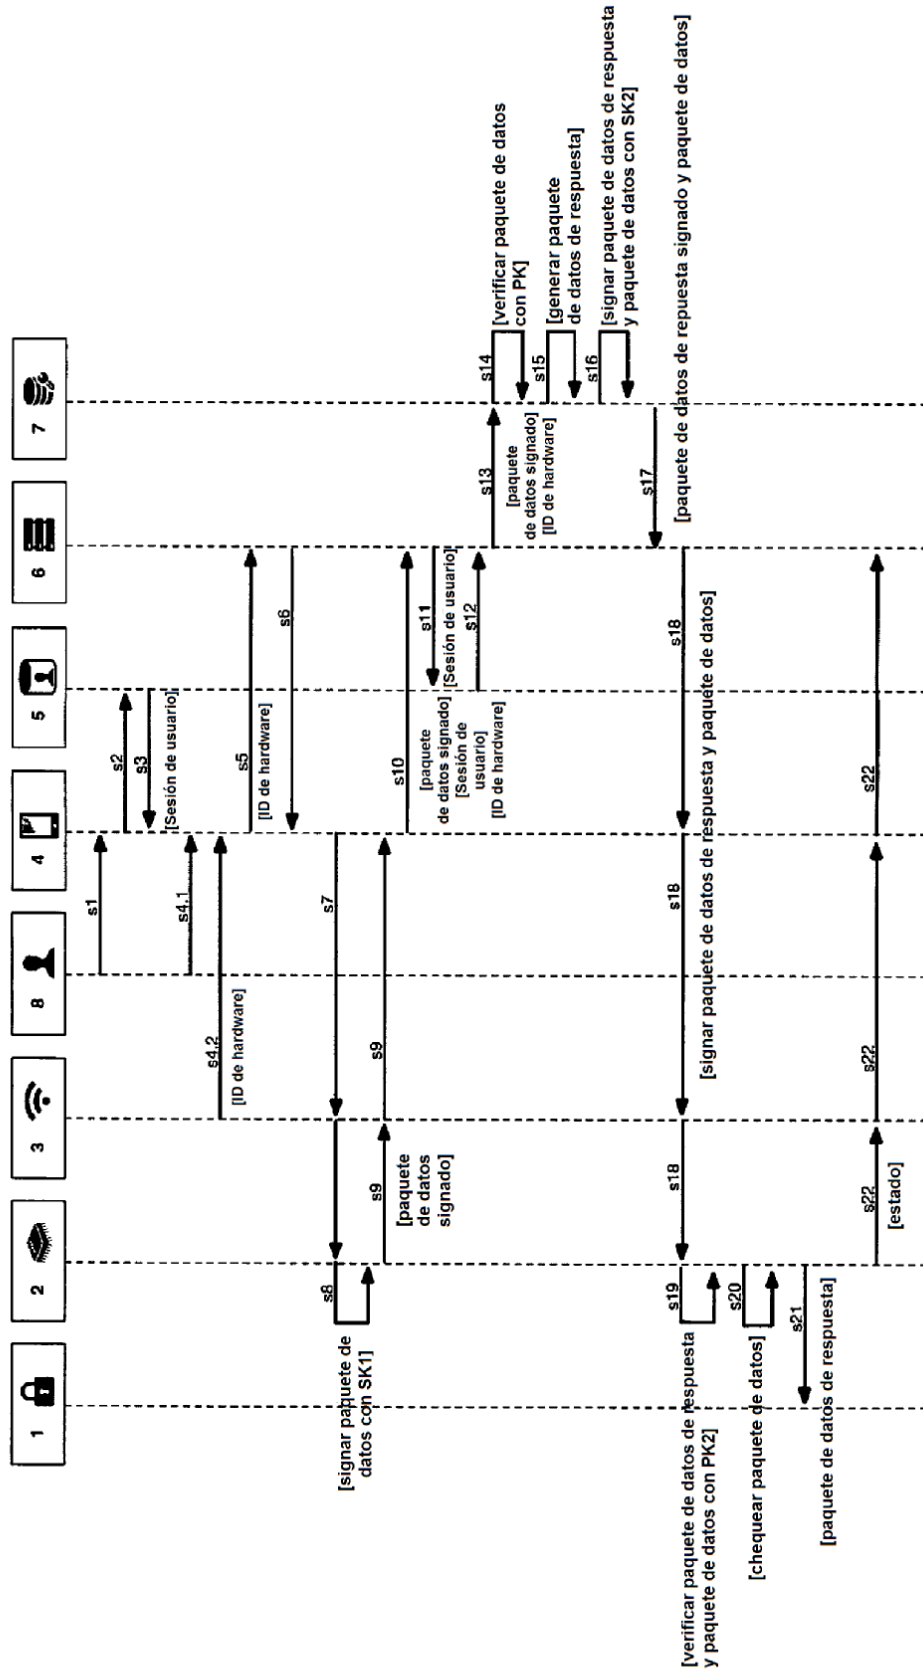 1
2
3
8
4
5
6
7
s1
s2
s3
[Sesión de usuario]
s4.1
s4.2
[ID de hardware]
s5
[ID de hardware]
s6
s7
s8
[signar paquete de
datos con SK1]
s9
s9
[paquete
de datos
signado]
s10
[paquete
de datos signado]
[Sesión de
usuario]
[ID de hardware]
s11
[Sesión de usuario]
s12
s13
[paquete
de datos signado]
[ID de hardware]
s14
[verificar paquete de datos
con PK]
s15
[generar paquete
de datos de respuesta]
s16
[signar paquete de datos de respuesta
y paquete de datos con SK2]
s17
[paquete de datos de repuesta signado y paquete de datos]
s18
s18
s18
[signar paquete de datos de respuesta y paquete de datos]
s19
[verificar paquete de datos de respuesta
y paquete de datos con PK2]
s20
[chequear paquete de datos]
s21
[paquete de datos de respuesta]
s22
s22
s22
[estado]